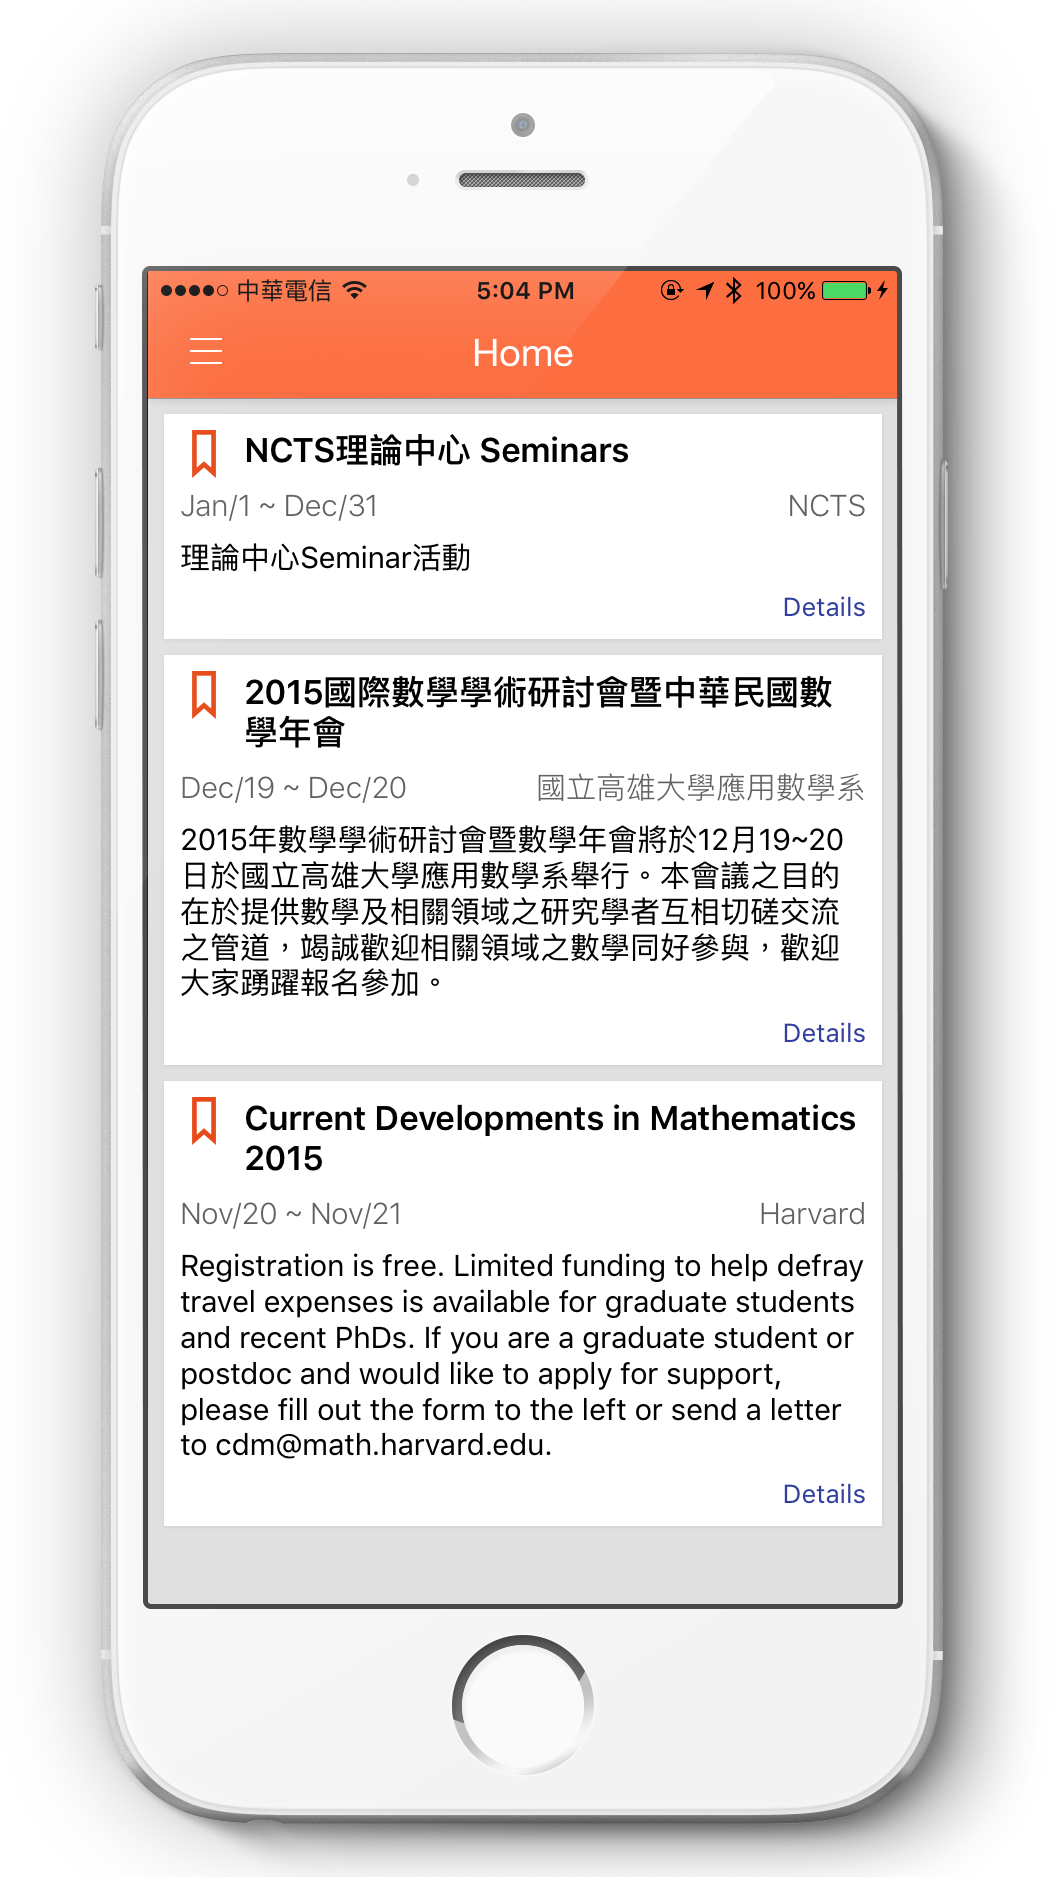 中華電信 5:04 PM 100%
Home
NCTS理論中心 Seminars
Jan/1 ~ Dec/31 NCTS
理論中心Seminar活動
Details
2015國際數學學術研討會暨中華民國數
學年會
Dec/19 ~ Dec/20 國立高雄大學應用數學系
2015年數學學術研討會暨數學年會將於12月19~20
日於國立高雄大學應用數學系舉行。本會議之目的
在於提供數學及相關領域之研究學者互相切磋交流
之管道，竭誠歡迎相關領域之數學同好參與，歡迎
大家踴躍報名參加。
Details
Current Developments in Mathematics
2015
Nov/20 ~ Nov/21 Harvard
Registration is free. Limited funding to help defray
travel expenses is available for graduate students
and recent PhDs. If you are a graduate student or
postdoc and would like to apply for support,
please fill out the form to the left or send a letter
to cdm@math.harvard.edu.
Details